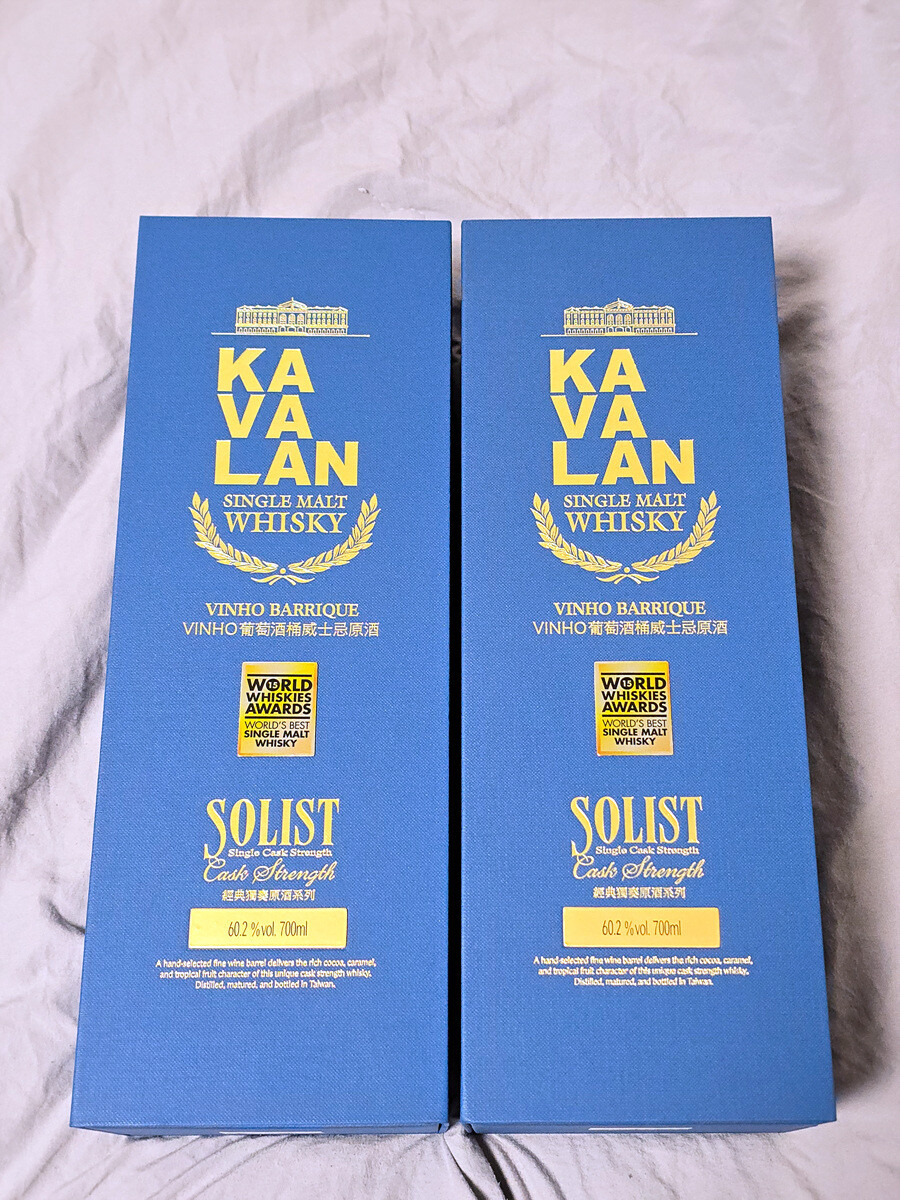 KA
VA
LAN
SINGLE MALT
WHISKY
VINHO BARRIQUE
VINHO葡萄酒桶威士忌原酒
WORLD
15
WHISKIES
AWARDS
WORLD'S BEST
SINGLE MALT
WHISKY
SOLIST
Single Cask Strength
Cask Strength
經典獨奏原酒系列
60.2 %vol. 700ml
A hand-selected fine wine barrel delivers the rich cocoa, caramel,
and tropical fruit character of this unique cask strength whisky.
Distilled, matured, and bottled in Taiwan.
KA
VA
LAN
SINGLE MALT
WHISKY
VINHO BARRIQUE
VINHO葡萄酒桶威士忌原酒
WORLD
15
WHISKIES
AWARDS
WORLD'S BEST
SINGLE MALT
WHISKY
SOLIST
Single Cask Strength
Cask Strength
經典獨奏原酒系列
60.2 %vol. 700ml
A hand-selected fine wine barrel delivers the rich cocoa, caramel,
and tropical fruit character of this unique cask strength whisky.
Distilled, matured, and bottled in Taiwan.